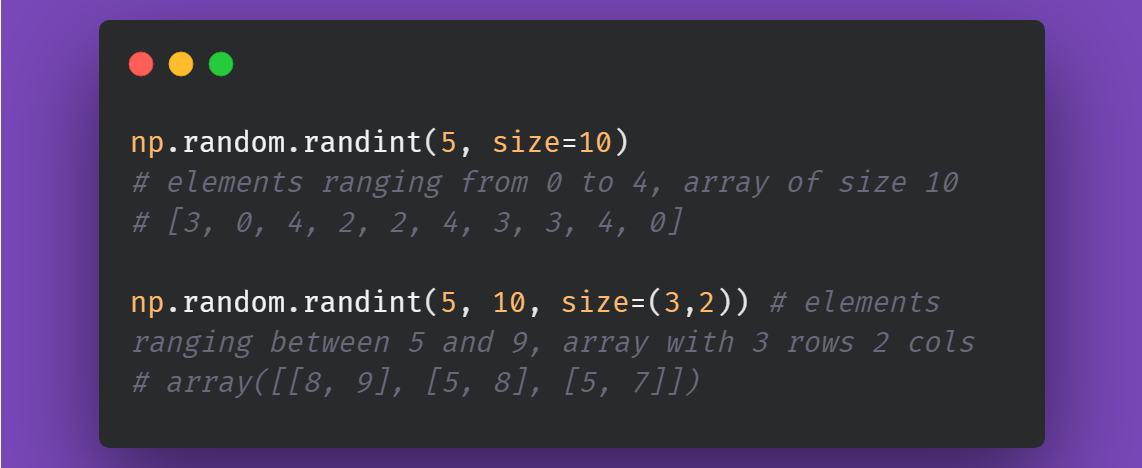 np.random.randint(5, size=10)
# elements ranging from 0 to 4, array of size 10
# [3, 0, 4, 2, 2, 4, 3, 3, 4, 0]
np.random.randint(5, 10, size=(3,2)) # elements
ranging between 5 and 9, array with 3 rows 2 cols
# array([[8, 9], [5, 8], [5, 7]])